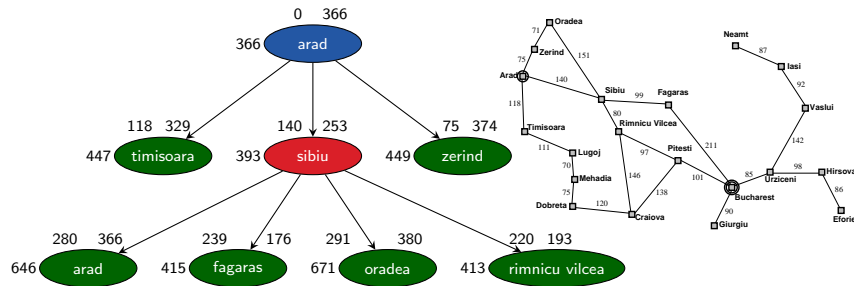 0 366
366 arad
118 329
447 timisoara
140 253
393 sibiu
75 374
449 zerind
280 366
646 arad
239 176
415 fagaras
291 380
671 oradea
220 193
413 rimnicu vilcea
Oradea
71
Zerind
75
151
Arad
140
118
Sibiu
99
Fagaras
80
Timisoara
Rimnicu Vilcea
111
Lugoj
97
Pitesti
211
70
Mehadia
146
101
75
138
Dobreta
120
Craiova
Neamt
87
Iasi
92
Vaslui
142
98
Hirsova
85
Urziceni
86
Bucharest
90
Giurgiu
Eforie